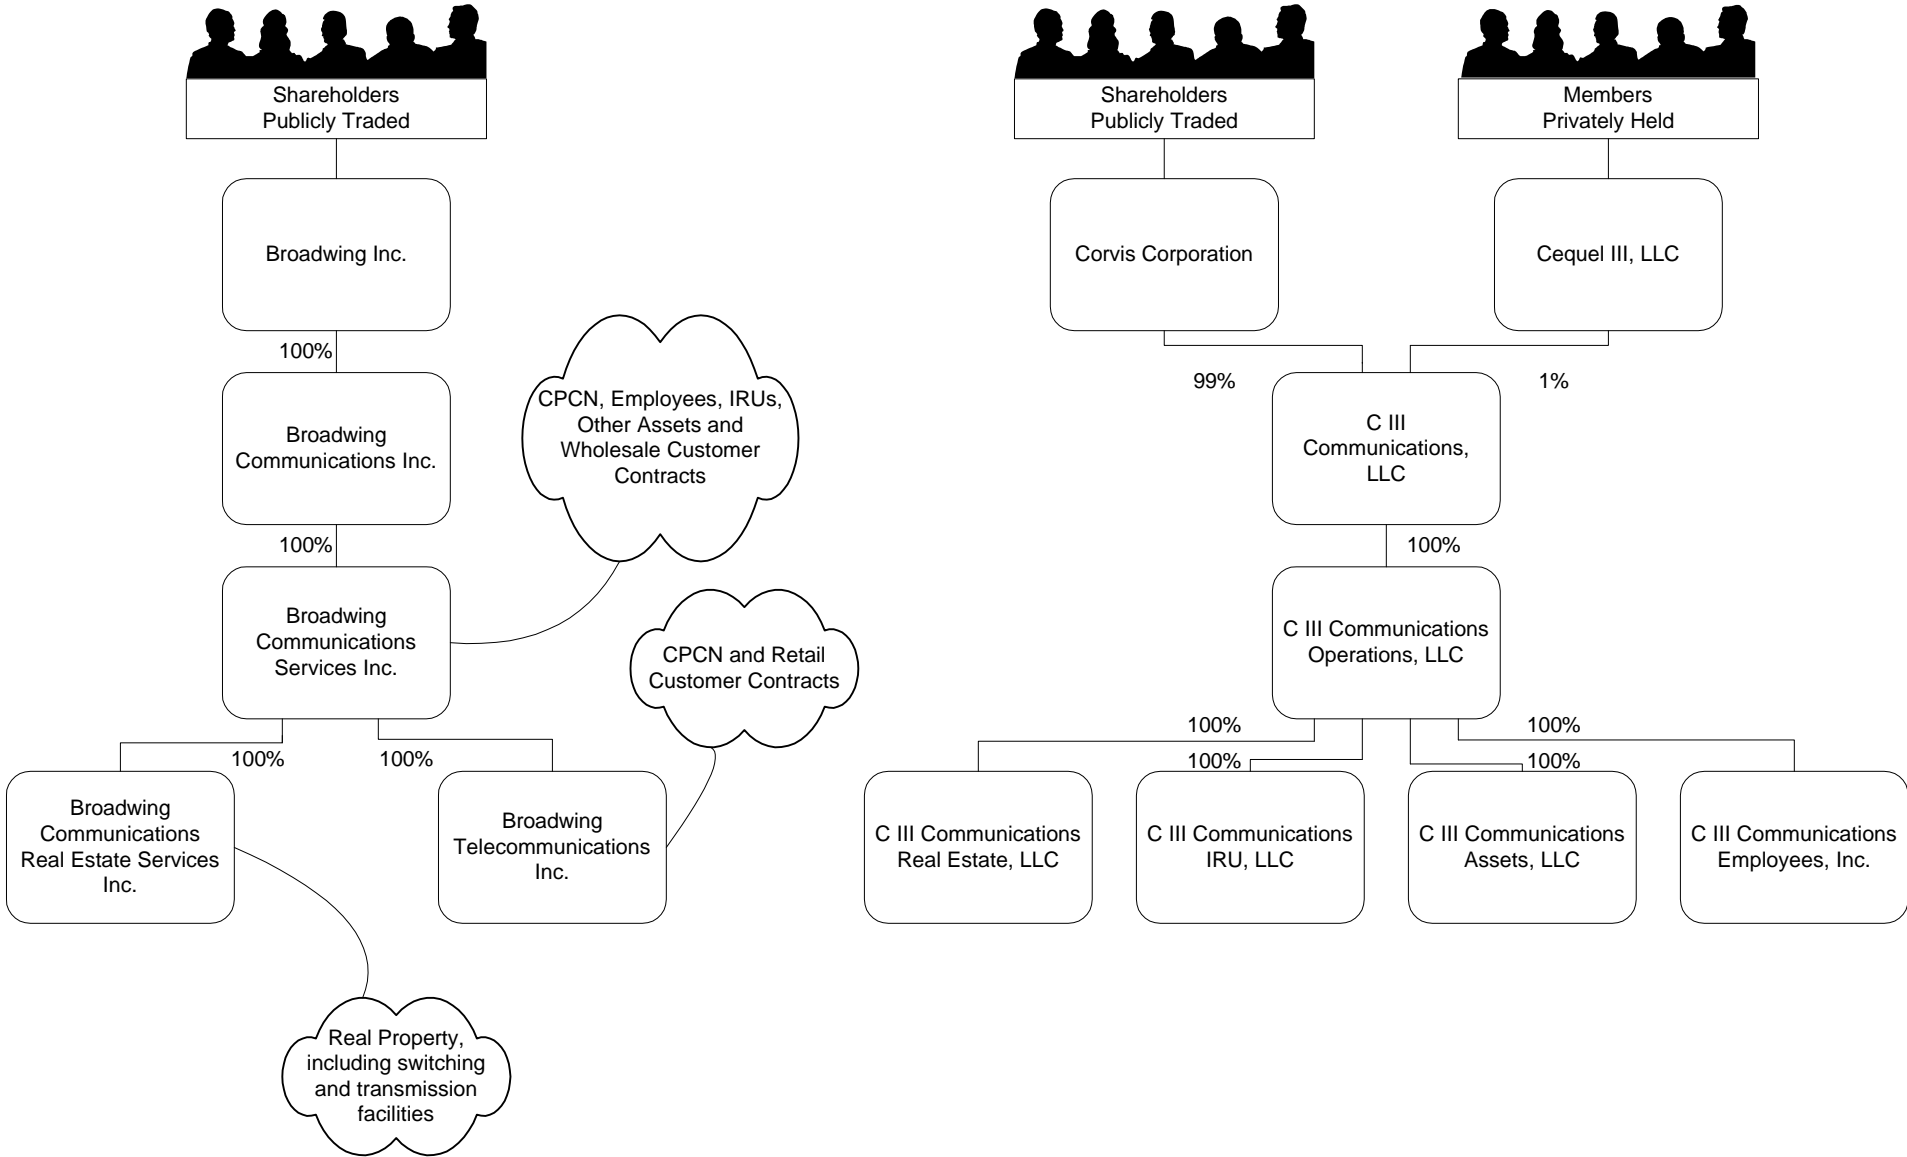 Shareholders
Publicly Traded
Shareholders
Publicly Traded
Members
Privately Held
Broadwing Inc.
Corvis Corporation
Cequel III, LLC
100%
99%
1%
Broadwing
Communications Inc.
CPCN, Employees, IRUs,
Other Assets and
Wholesale Customer
Contracts
C III
Communications,
LLC
100%
100%
Broadwing
Communications
Services Inc.
CPCN and Retail
Customer Contracts
C III Communications
Operations, LLC
100%
100%
100%
100%
100%
100%
Broadwing
Communications
Real Estate Services
Inc.
Broadwing
Telecommunications
Inc.
C III Communications
Real Estate, LLC
C III Communications
IRU, LLC
C III Communications
Assets, LLC
C III Communications
Employees, Inc.
Real Property,
including switching
and transmission
facilities